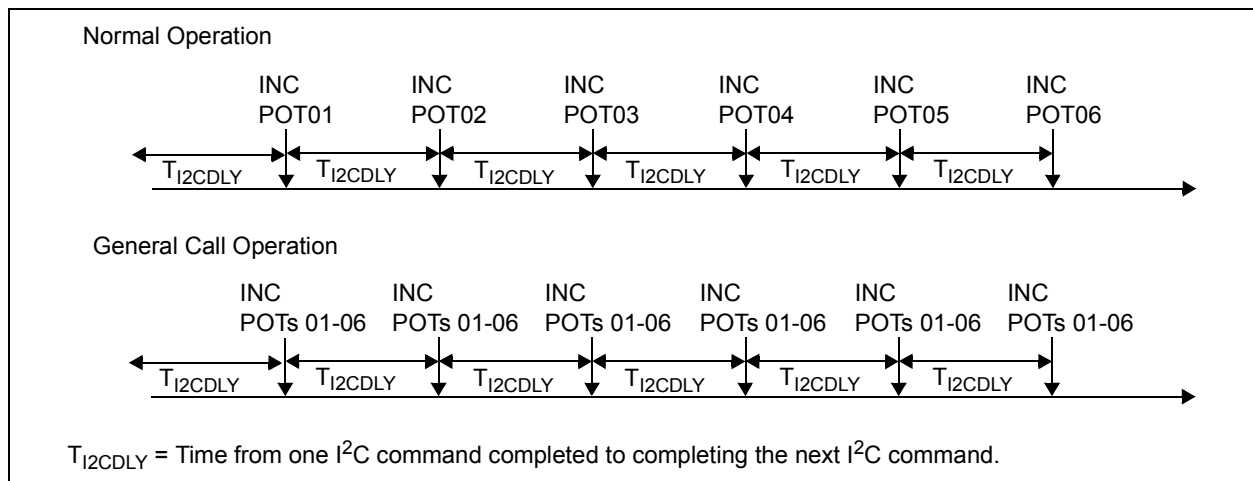 Normal Operation
INC INC INC INC INC INC
POT01 POT02 POT03 POT04 POT05 POT06
TI2CDLY TI2CDLY TI2CDLY TI2CDLY TI2CDLY TI2CDLY
General Call Operation
INC INC INC INC INC INC
POTs 01-06 POTs 01-06 POTs 01-06 POTs 01-06 POTs 01-06 POTs 01-06
TI2CDLY TI2CDLY TI2CDLY TI2CDLY TI2CDLY TI2CDLY
TI2CDLY = Time from one I²C command completed to completing the next I²C command.